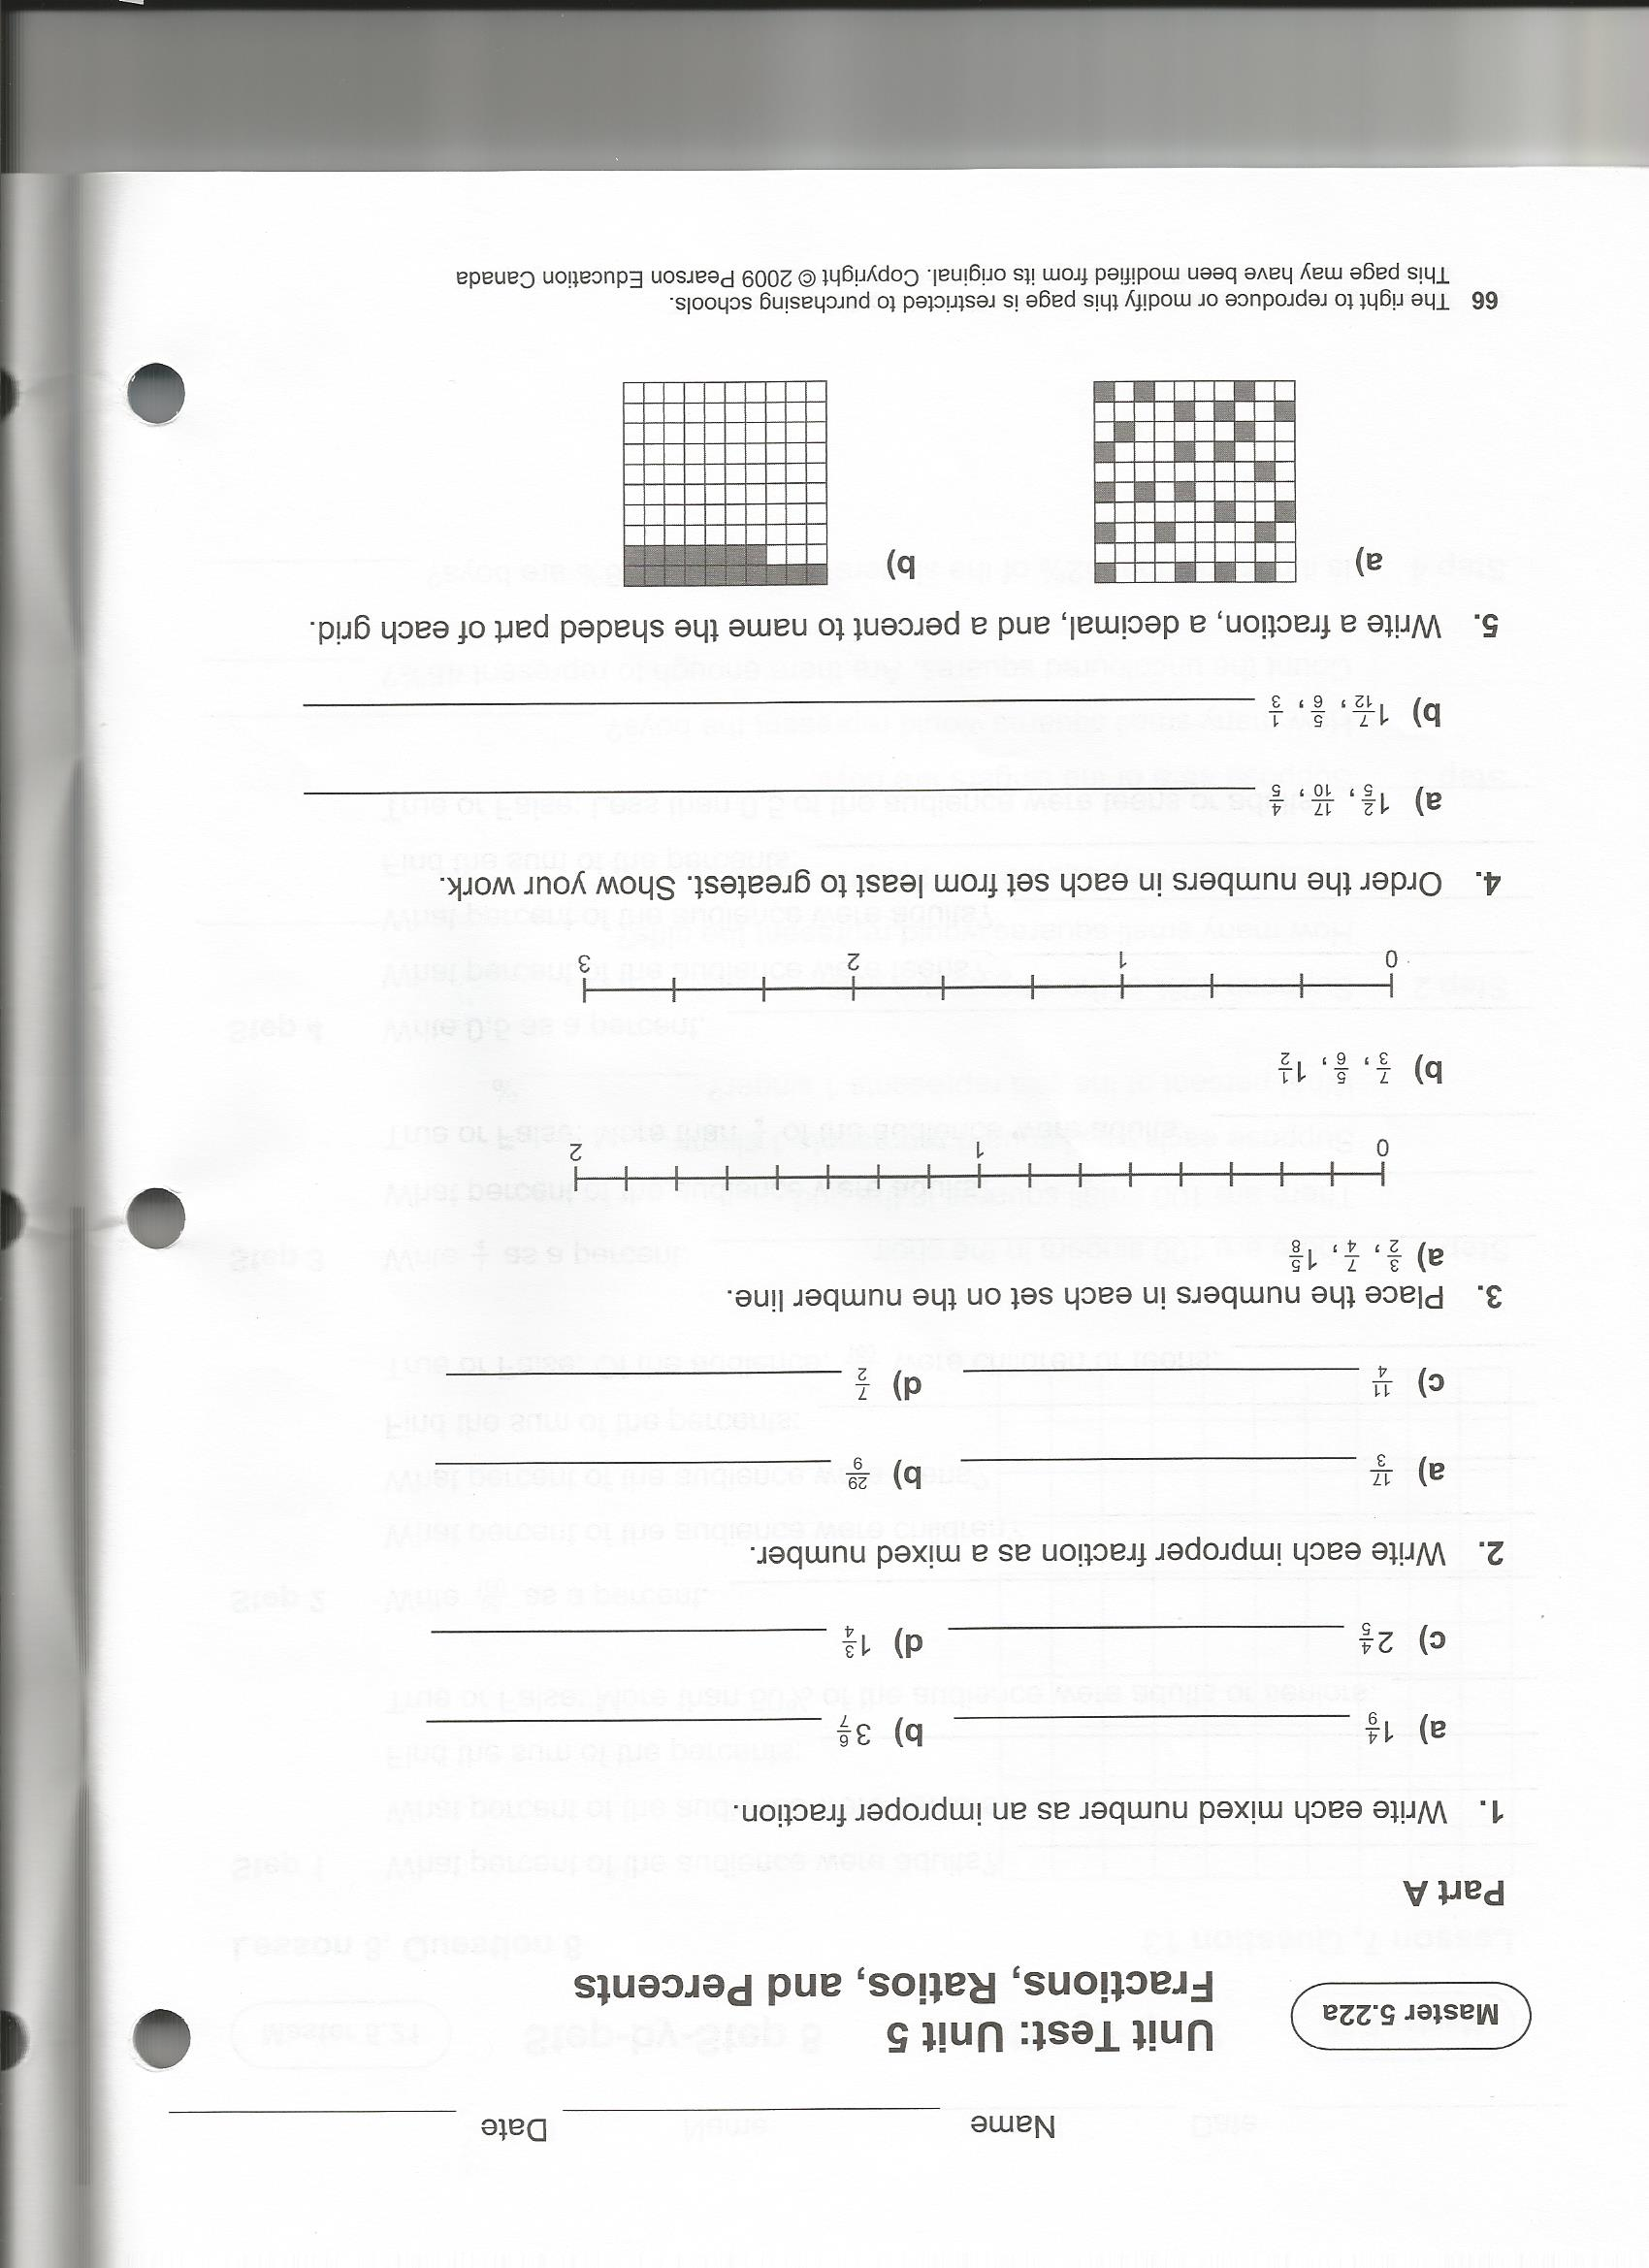 Name Date
Master 5.22a
Unit Test: Unit 5
Fractions, Ratios, and Percents
Part A
1. Write each mixed number as an improper fraction.
a) 1 4/9 b) 3 6/7
c) 2 4/5 d) 1 3/4
2. Write each improper fraction as a mixed number.
a) 17/3 b) 29/9
c) 11/4 d) 7/2
3. Place the numbers in each set on the number line.
a) 3/2, 7/4, 1 5/8
0 1 2
b) 7/3, 5/6, 1 1/2
0 1 2 3
4. Order the numbers in each set from least to greatest. Show your work.
a) 1 2/5, 17/10, 4/5
b) 1 7/12, 5/6, 1/3
5. Write a fraction, a decimal, and a percent to name the shaded part of each grid.
a) b)
66 The right to reproduce or modify this page is restricted to purchasing schools.
This page may have been modified from its original. Copyright © 2009 Pearson Education Canada